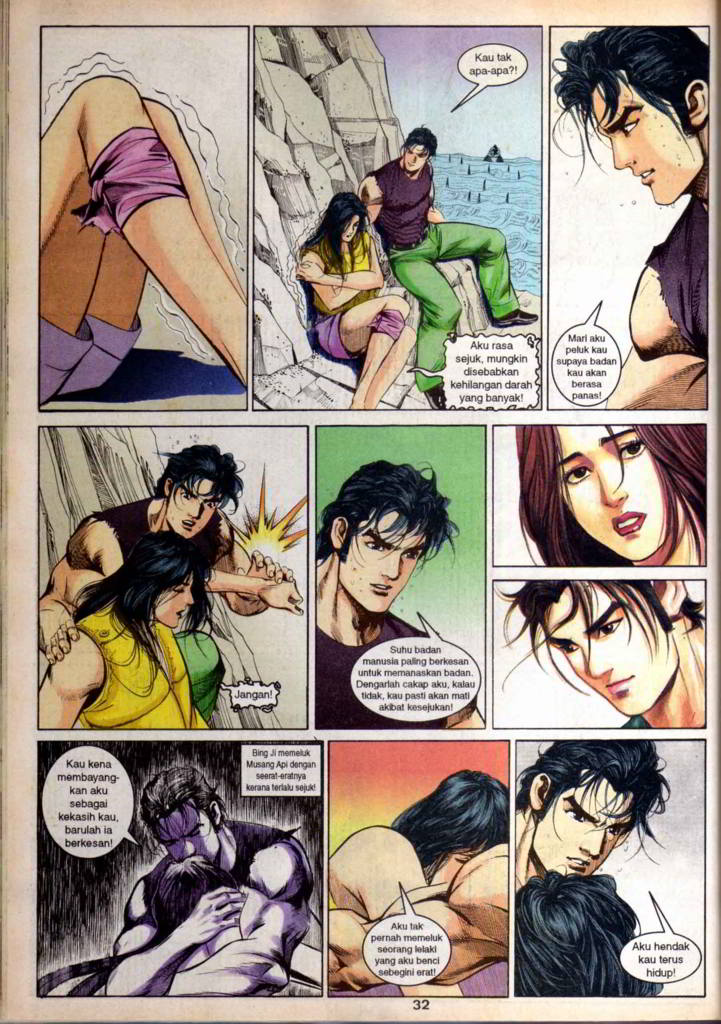 Kau tak
apa-apa?!
Aku rasa
sejuk, mungkin
disebabkan
kehilangan darah
yang banyak!
Mari aku
peluk kau
supaya badan
kau akan
berasa
panas!
Jangan!
Suhu badan
manusia paling berkesan
untuk memanaskan badan.
Dengarlah cakap aku, kalau
tidak, kau pasti akan mati
akibat kesejukan!
Kau kena
membayang-
kan aku
sebagai
kekasih kau,
barulah ia
berkesan!
Bing Ji memeluk
Musang Api dengan
seerat-eratnya
kerana terlalu sejuk!
Aku tak
pernah memeluk
seorang lelaki
yang aku benci
sebegini erat!
Aku hendak
kau terus
hidup!
32